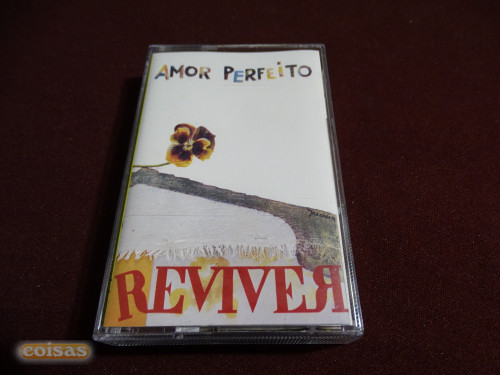 AMOR PERFEiTO
REVIVEЯ
coisas